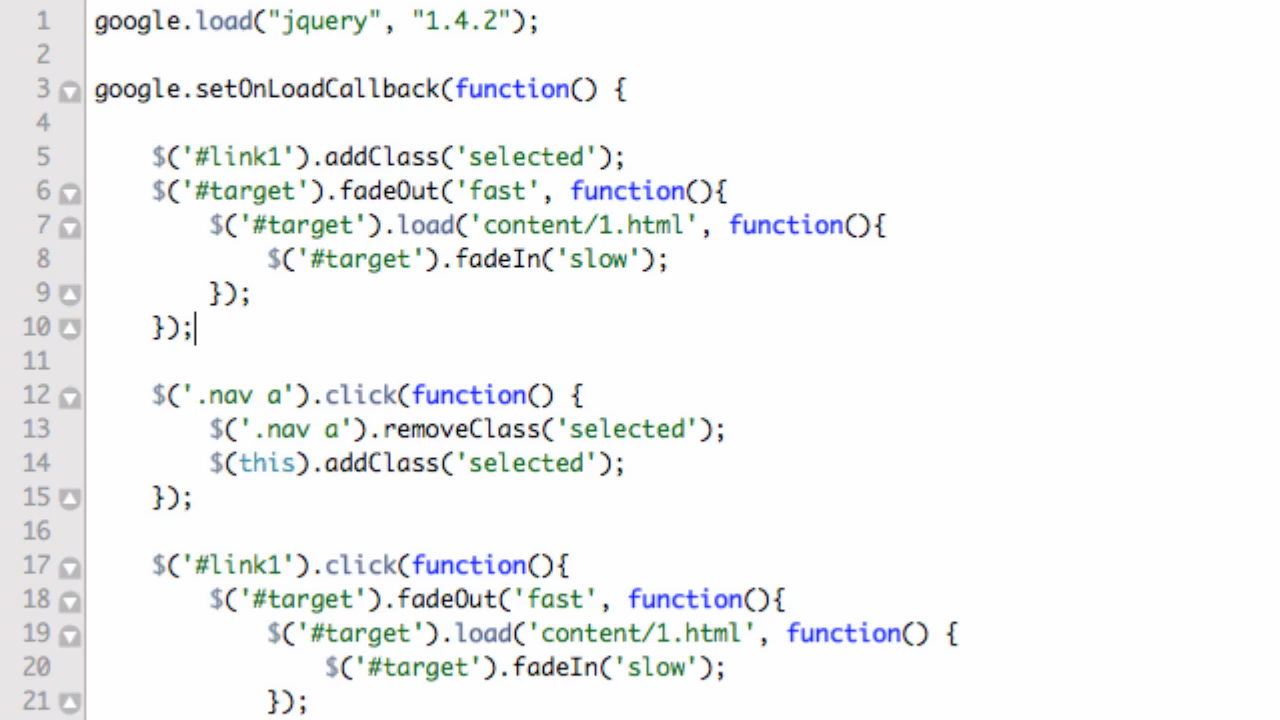 1 google.load("jquery", "1.4.2");
2
3 google.setOnLoadCallback(function() {
4
5     $('#link1').addClass('selected');
6     $('#target').fadeOut('fast', function(){
7         $('#target').load('content/1.html', function(){
8             $('#target').fadeIn('slow');
9         });
10     });
11
12     $('.nav a').click(function() {
13         $('.nav a').removeClass('selected');
14         $(this).addClass('selected');
15     });
16
17     $('#link1').click(function(){
18         $('#target').fadeOut('fast', function(){
19             $('#target').load('content/1.html', function() {
20                 $('#target').fadeIn('slow');
21             });